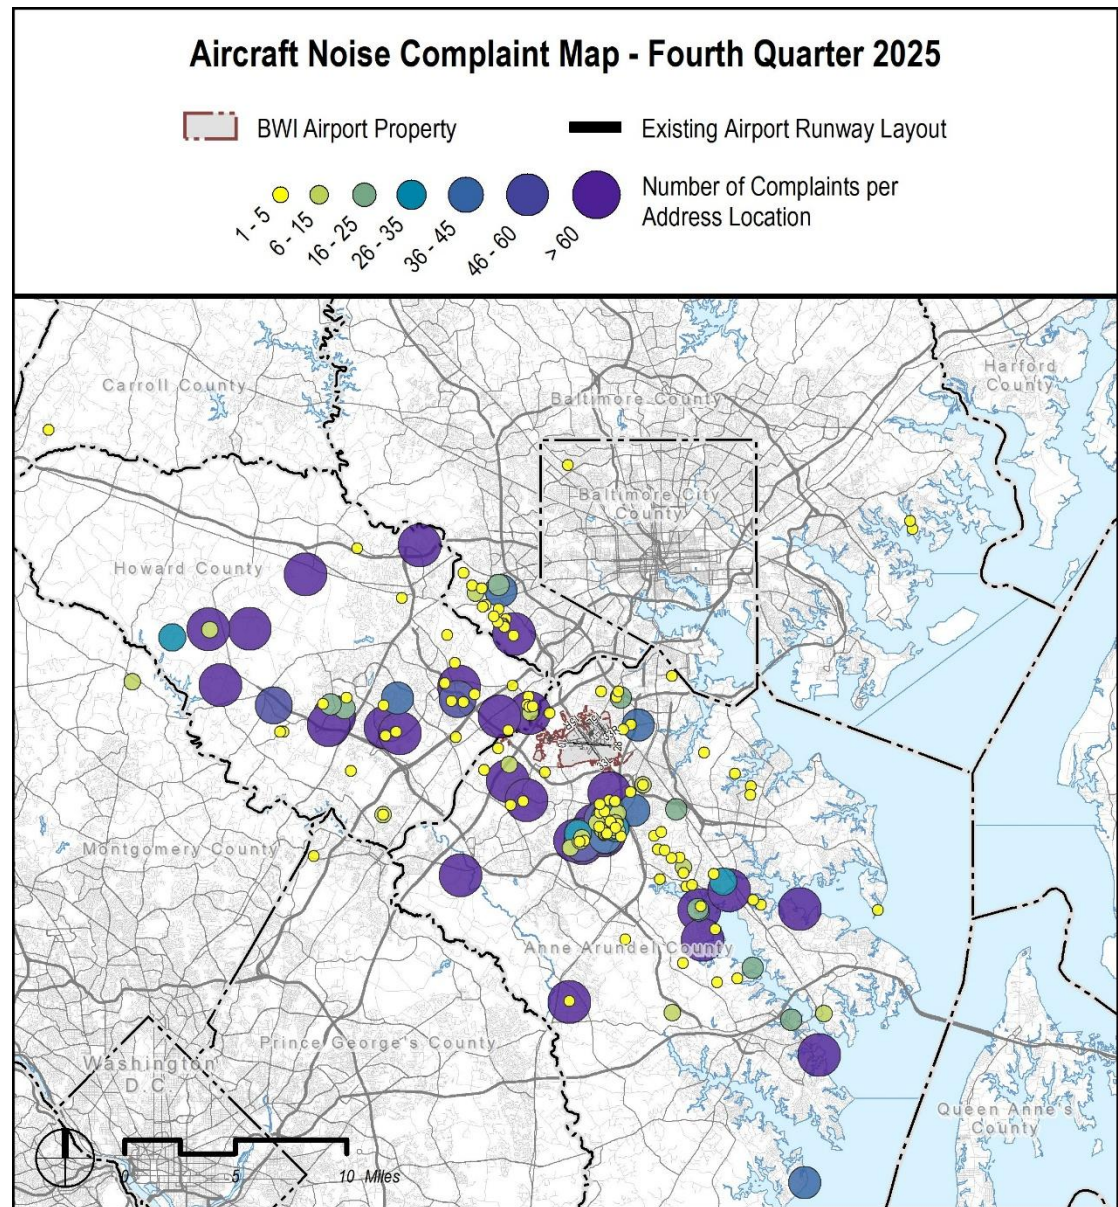 Aircraft Noise Complaint Map - Fourth Quarter 2025
BWI Airport Property
Existing Airport Runway Layout
1 - 5
6 - 15
16 - 25
26 - 35
36 - 45
46 - 60
> 60
Number of Complaints per
Address Location
Carroll County
Baltimore County
Harford
County
Baltimore City
County
Howard County
Montgomery County
Anne Arundel County
Prince George's County
Washington
D.C
Queen Anne's
County
0
5
10 Miles